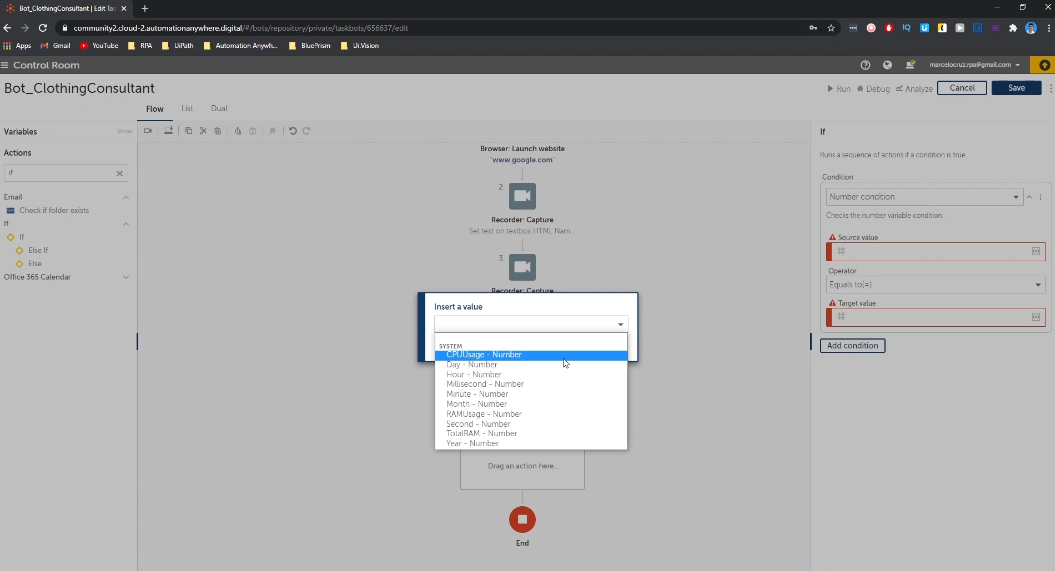 Bot_ClothingConsultant | Edit Tas
community2.cloud-2.automationanywhere.digital/#/bots/repository/private/taskbots/656637/edit
Apps Gmail YouTube RPA UiPath Automation Anywh... BluePrism Ui.Vision
Control Room
marcelocruz.rpa@gmail.com
Bot_ClothingConsultant
Run Debug Analyze Cancel Save
Flow List Dual
Variables Show
Actions
if
Email
Check if folder exists
If
If
Else If
Else
Office 365 Calendar
Browser: Launch website
"www.google.com"
2.
Recorder: Capture
Set text on textbox HTML Nam...
3.
Recorder: Capture
Insert a value
SYSTEM
CPUUsage - Number
Day - Number
Hour - Number
Millisecond - Number
Minute - Number
Month - Number
RAMUsage - Number
Second - Number
TotalRAM - Number
Year - Number
Drag an action here...
End
If
Runs a sequence of actions if a condition is true
Condition
Number condition
Checks the number variable condition.
Source value
#
Operator
Equals to(=)
Target value
#
Add condition